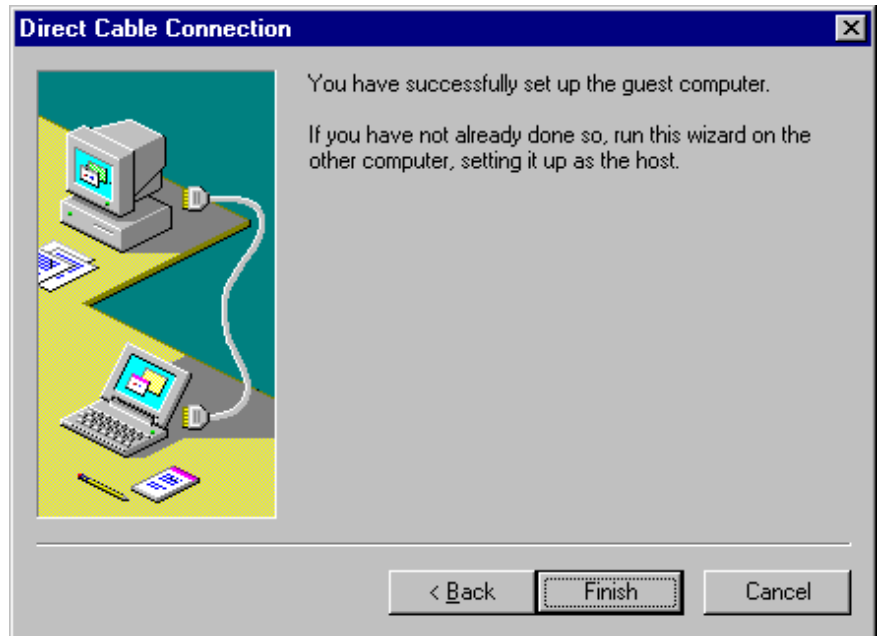 Direct Cable Connection
You have successfully set up the guest computer.
If you have not already done so, run this wizard on the
other computer, setting it up as the host.
< Back
Finish
Cancel